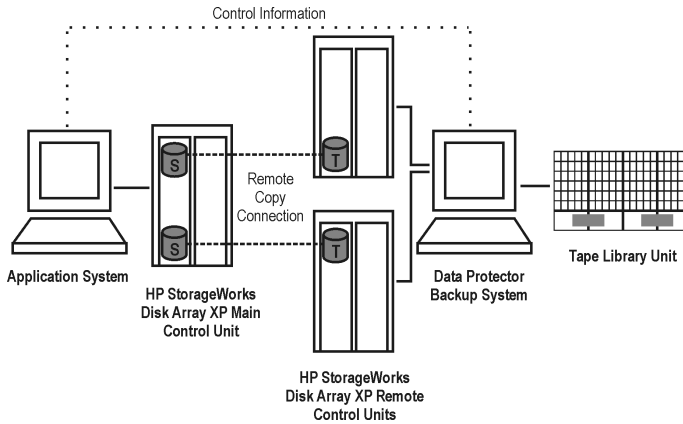 Control Information
S
T
Remote
Copy
Connection
S
T
Application System
HP StorageWorks
Disk Array XP Main
Control Unit
HP StorageWorks
Disk Array XP Remote
Control Units
Data Protector
Backup System
Tape Library Unit